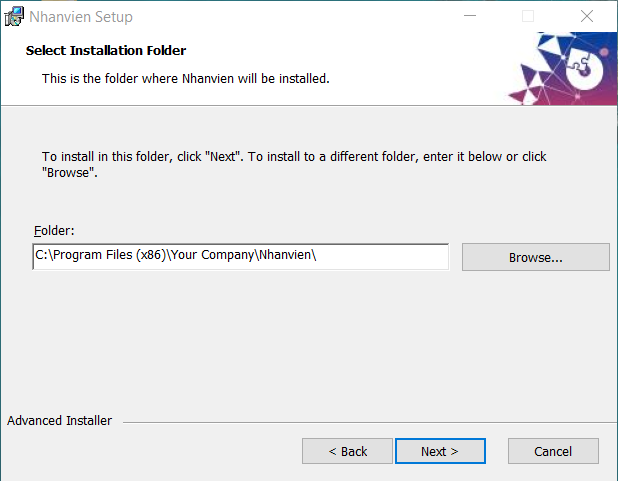 Nhanvien Setup
Select Installation Folder
This is the folder where Nhanvien will be installed.
To install in this folder, click "Next". To install to a different folder, enter it below or click
"Browse".
Folder:
C:\Program Files (x86)\Your Company\Nhanvien\
Browse...
Advanced Installer
< Back
Next >
Cancel